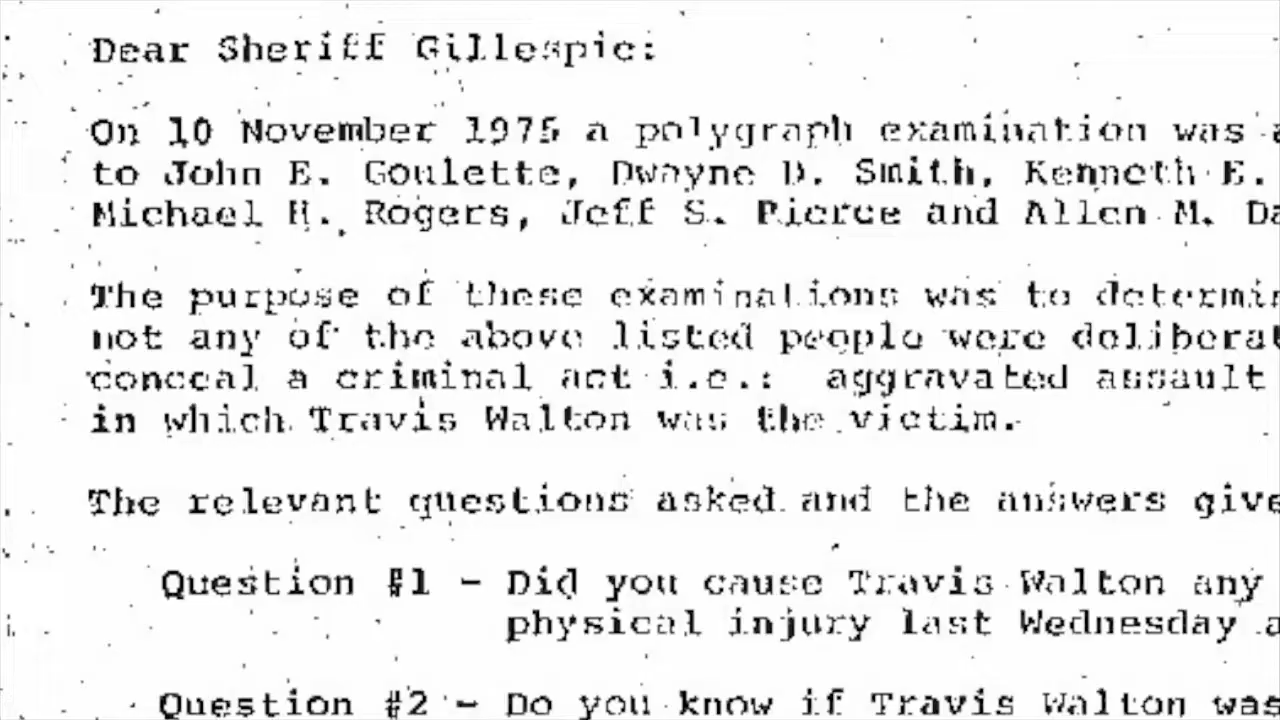 Dear Sheriff Gillespie:
On 10 November 1975 a polygraph examination was a
to John E. Goulette, Dwayne D. Smith, Kenneth E.
Michael H. Rogers, Jeff S. Pierce and Allen M. Da
The purpose of these examinations was to determin
not any of the above listed people were deliberat
conceal a criminal act i.e.: aggravated assault
in which Travis Walton was the victim.
The relevant questions asked and the answers give
Question #1 - Did you cause Travis Walton any
physical injury last Wednesday a
Question #2 - Do you know if Travis Walton was